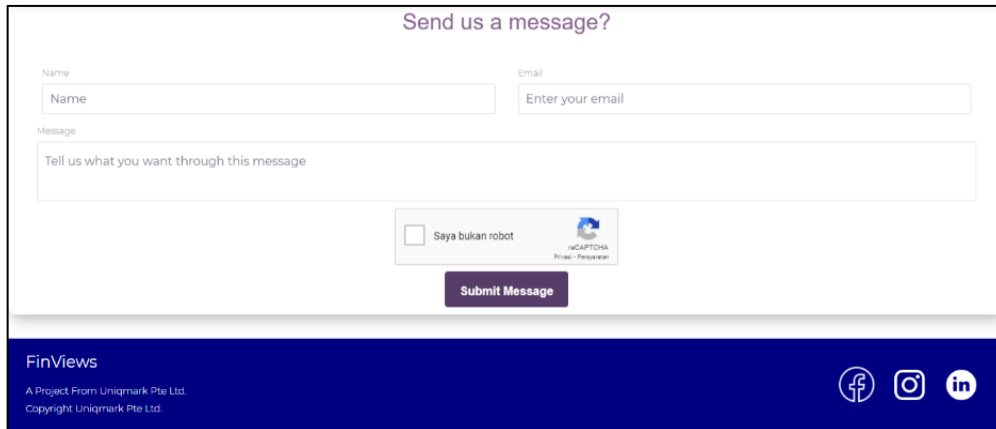 Send us a message?
Name
Email
Name
Enter your email
Message
Tell us what you want through this message
Saya bukan robot
reCAPTCHA
Privasi - Persyaratan
Submit Message
FinViews
A Project From Uniqmark Pte Ltd.
Copyright Uniqmark Pte Ltd.
in